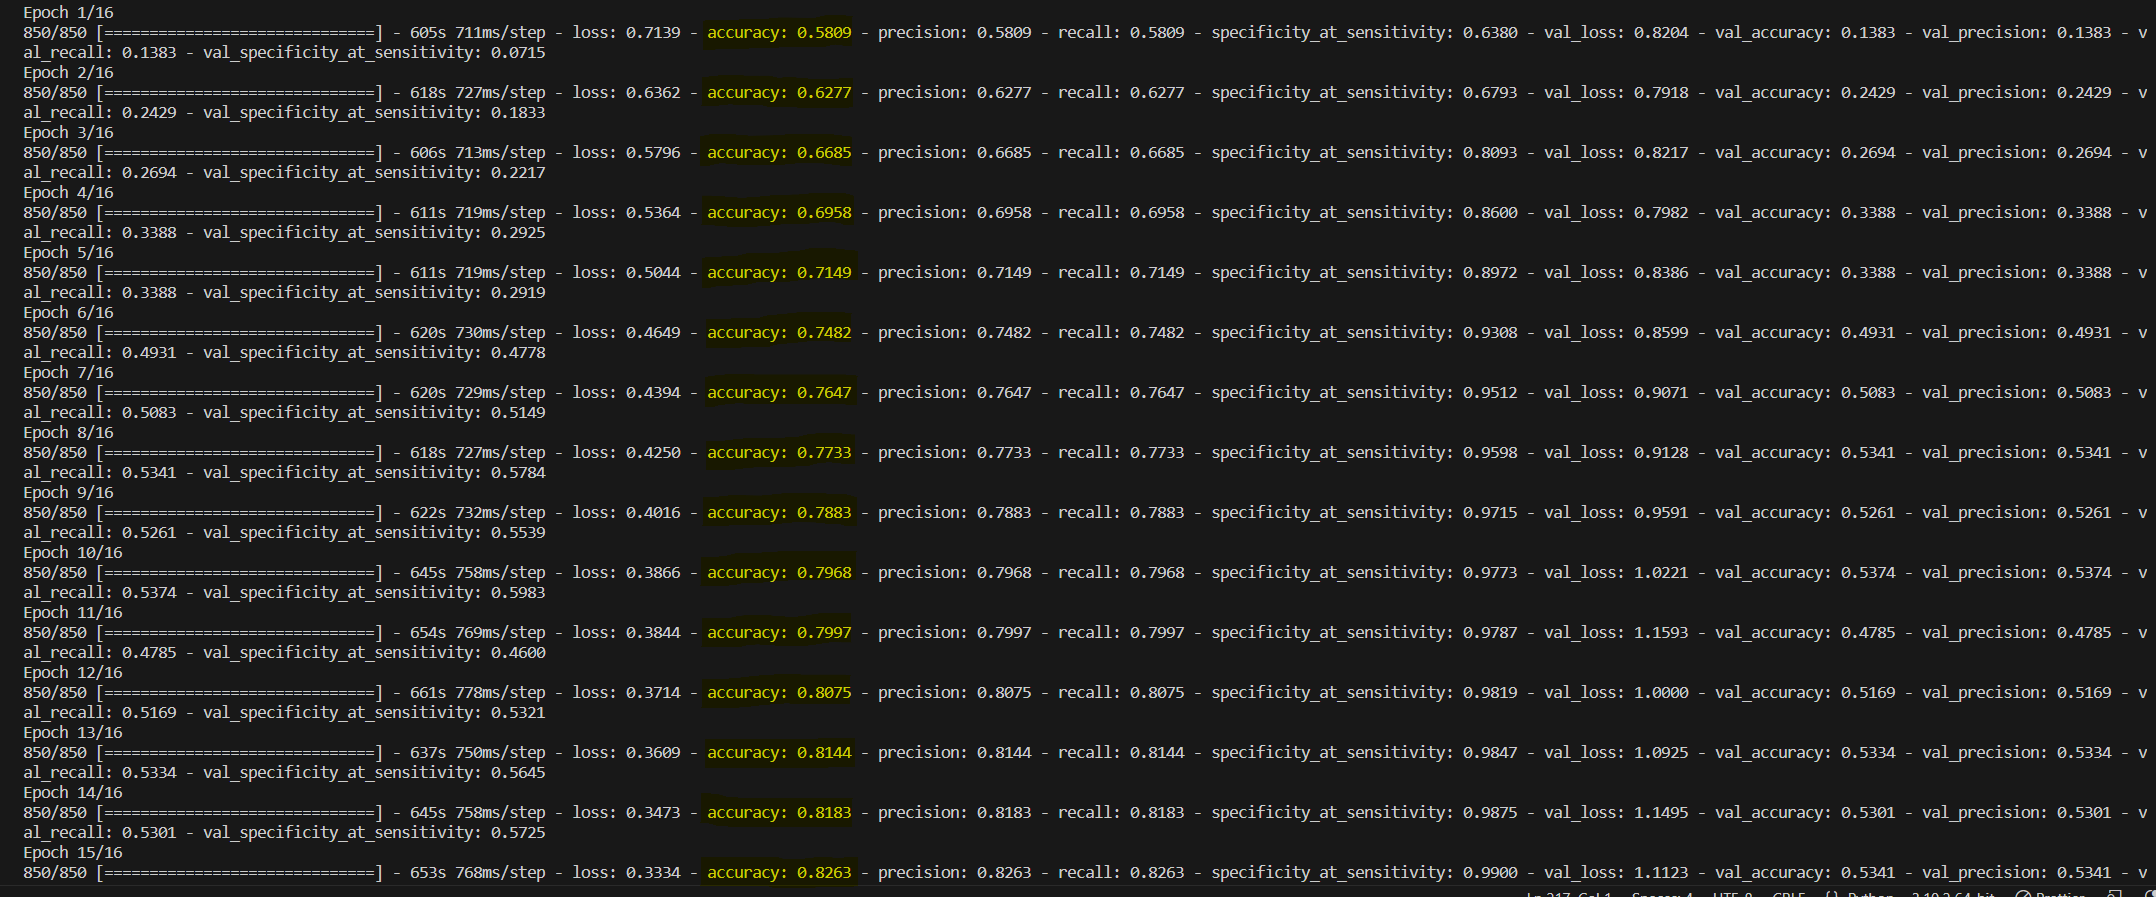 Epoch 1/16
850/850 [==============================] - 605s 711ms/step - loss: 0.7139 - accuracy: 0.5809 - precision: 0.5809 - recall: 0.5809 - specificity_at_sensitivity: 0.6380 - val_loss: 0.8204 - val_accuracy: 0.1383 - val_precision: 0.1383 - v
al_recall: 0.1383 - val_specificity_at_sensitivity: 0.0715
Epoch 2/16
850/850 [==============================] - 618s 727ms/step - loss: 0.6362 - accuracy: 0.6277 - precision: 0.6277 - recall: 0.6277 - specificity_at_sensitivity: 0.6793 - val_loss: 0.7918 - val_accuracy: 0.2429 - val_precision: 0.2429 - v
al_recall: 0.2429 - val_specificity_at_sensitivity: 0.1833
Epoch 3/16
850/850 [==============================] - 606s 713ms/step - loss: 0.5796 - accuracy: 0.6685 - precision: 0.6685 - recall: 0.6685 - specificity_at_sensitivity: 0.8093 - val_loss: 0.8217 - val_accuracy: 0.2694 - val_precision: 0.2694 - v
al_recall: 0.2694 - val_specificity_at_sensitivity: 0.2217
Epoch 4/16
850/850 [==============================] - 611s 719ms/step - loss: 0.5364 - accuracy: 0.6958 - precision: 0.6958 - recall: 0.6958 - specificity_at_sensitivity: 0.8600 - val_loss: 0.7982 - val_accuracy: 0.3388 - val_precision: 0.3388 - v
al_recall: 0.3388 - val_specificity_at_sensitivity: 0.2925
Epoch 5/16
850/850 [==============================] - 611s 719ms/step - loss: 0.5044 - accuracy: 0.7149 - precision: 0.7149 - recall: 0.7149 - specificity_at_sensitivity: 0.8972 - val_loss: 0.8386 - val_accuracy: 0.3388 - val_precision: 0.3388 - v
al_recall: 0.3388 - val_specificity_at_sensitivity: 0.2919
Epoch 6/16
850/850 [==============================] - 620s 730ms/step - loss: 0.4649 - accuracy: 0.7482 - precision: 0.7482 - recall: 0.7482 - specificity_at_sensitivity: 0.9308 - val_loss: 0.8599 - val_accuracy: 0.4931 - val_precision: 0.4931 - v
al_recall: 0.4931 - val_specificity_at_sensitivity: 0.4778
Epoch 7/16
850/850 [==============================] - 620s 729ms/step - loss: 0.4394 - accuracy: 0.7647 - precision: 0.7647 - recall: 0.7647 - specificity_at_sensitivity: 0.9512 - val_loss: 0.9071 - val_accuracy: 0.5083 - val_precision: 0.5083 - v
al_recall: 0.5083 - val_specificity_at_sensitivity: 0.5149
Epoch 8/16
850/850 [==============================] - 618s 727ms/step - loss: 0.4250 - accuracy: 0.7733 - precision: 0.7733 - recall: 0.7733 - specificity_at_sensitivity: 0.9598 - val_loss: 0.9128 - val_accuracy: 0.5341 - val_precision: 0.5341 - v
al_recall: 0.5341 - val_specificity_at_sensitivity: 0.5784
Epoch 9/16
850/850 [==============================] - 622s 732ms/step - loss: 0.4016 - accuracy: 0.7883 - precision: 0.7883 - recall: 0.7883 - specificity_at_sensitivity: 0.9715 - val_loss: 0.9591 - val_accuracy: 0.5261 - val_precision: 0.5261 - v
al_recall: 0.5261 - val_specificity_at_sensitivity: 0.5539
Epoch 10/16
850/850 [==============================] - 645s 758ms/step - loss: 0.3866 - accuracy: 0.7968 - precision: 0.7968 - recall: 0.7968 - specificity_at_sensitivity: 0.9773 - val_loss: 1.0221 - val_accuracy: 0.5374 - val_precision: 0.5374 - v
al_recall: 0.5374 - val_specificity_at_sensitivity: 0.5983
Epoch 11/16
850/850 [==============================] - 654s 769ms/step - loss: 0.3844 - accuracy: 0.7997 - precision: 0.7997 - recall: 0.7997 - specificity_at_sensitivity: 0.9787 - val_loss: 1.1593 - val_accuracy: 0.4785 - val_precision: 0.4785 - v
al_recall: 0.4785 - val_specificity_at_sensitivity: 0.4600
Epoch 12/16
850/850 [==============================] - 661s 778ms/step - loss: 0.3714 - accuracy: 0.8075 - precision: 0.8075 - recall: 0.8075 - specificity_at_sensitivity: 0.9819 - val_loss: 1.0000 - val_accuracy: 0.5169 - val_precision: 0.5169 - v
al_recall: 0.5169 - val_specificity_at_sensitivity: 0.5321
Epoch 13/16
850/850 [==============================] - 637s 750ms/step - loss: 0.3609 - accuracy: 0.8144 - precision: 0.8144 - recall: 0.8144 - specificity_at_sensitivity: 0.9847 - val_loss: 1.0925 - val_accuracy: 0.5334 - val_precision: 0.5334 - v
al_recall: 0.5334 - val_specificity_at_sensitivity: 0.5645
Epoch 14/16
850/850 [==============================] - 645s 758ms/step - loss: 0.3473 - accuracy: 0.8183 - precision: 0.8183 - recall: 0.8183 - specificity_at_sensitivity: 0.9875 - val_loss: 1.1495 - val_accuracy: 0.5301 - val_precision: 0.5301 - v
al_recall: 0.5301 - val_specificity_at_sensitivity: 0.5725
Epoch 15/16
850/850 [==============================] - 653s 768ms/step - loss: 0.3334 - accuracy: 0.8263 - precision: 0.8263 - recall: 0.8263 - specificity_at_sensitivity: 0.9900 - val_loss: 1.1123 - val_accuracy: 0.5341 - val_precision: 0.5341 - v